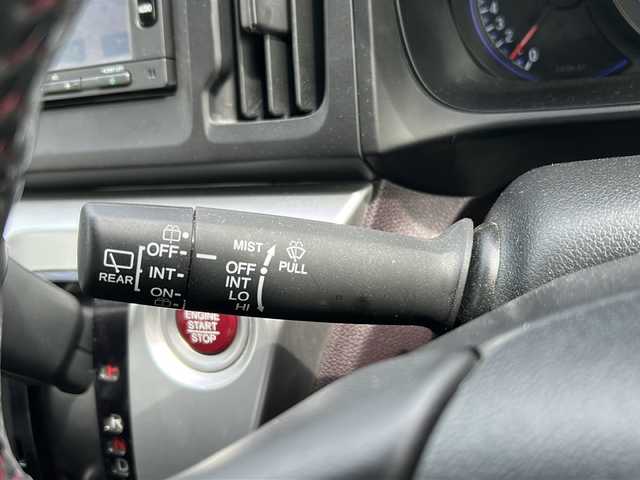 MIST
PULL
OFF
INT
LO
HI
REAR
OFF
INT
ON
ENGINE
START
STOP